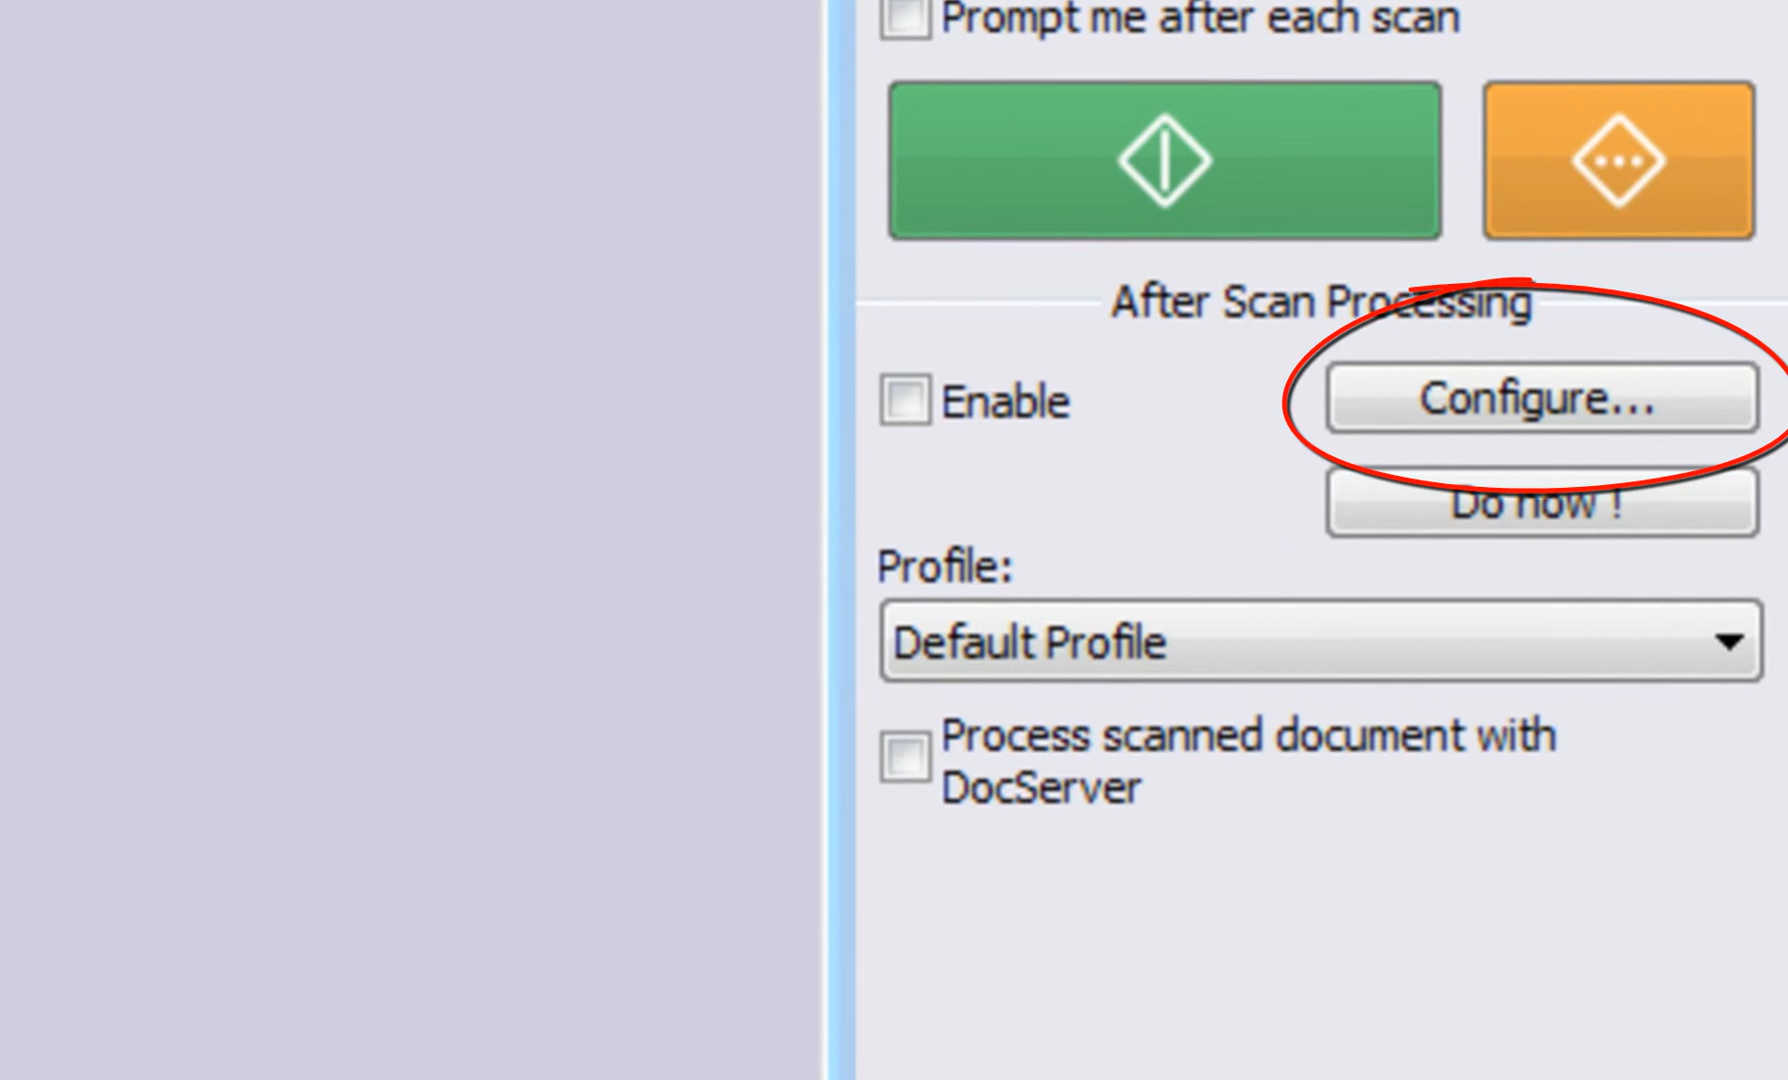 Prompt me after each scan
After Scan Processing
Enable
Configure...
Do now !
Profile:
Default Profile
Process scanned document with
DocServer